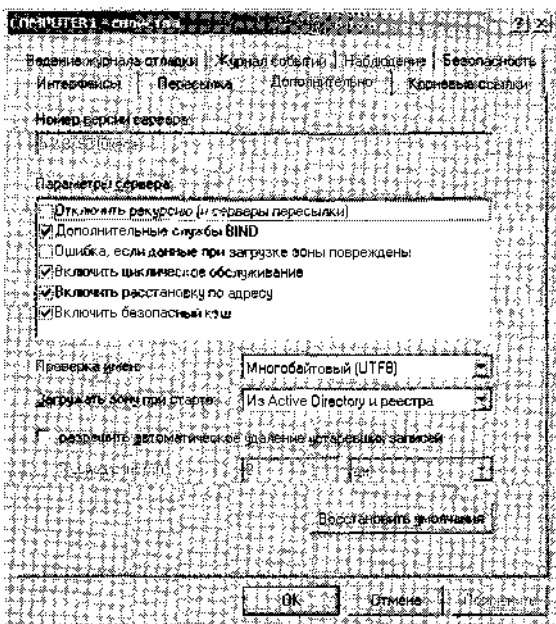 COMPUTER1 - свойства
Ведение журнала отладки Журнал событий Наблюдение Безопасность
Интерфейсы Пересылка Дополнительно Корневые ссылки
Номер версии сервера:
Параметры сервера:
Отключить рекурсию (и серверы пересылки)
Дополнительные службы BIND
Ошибка, если данные при загрузке зоны повреждены
Включить циклическое обслуживание
Включить расстановку по адресу
Включить безопасный кэш
Проверка имен: Многобайтовый (UTF8)
Загружать зону при старте: Из Active Directory и реестра
Разрешить автоматическое удаление устаревших записей
Восстановить умолчания
OK Отмена